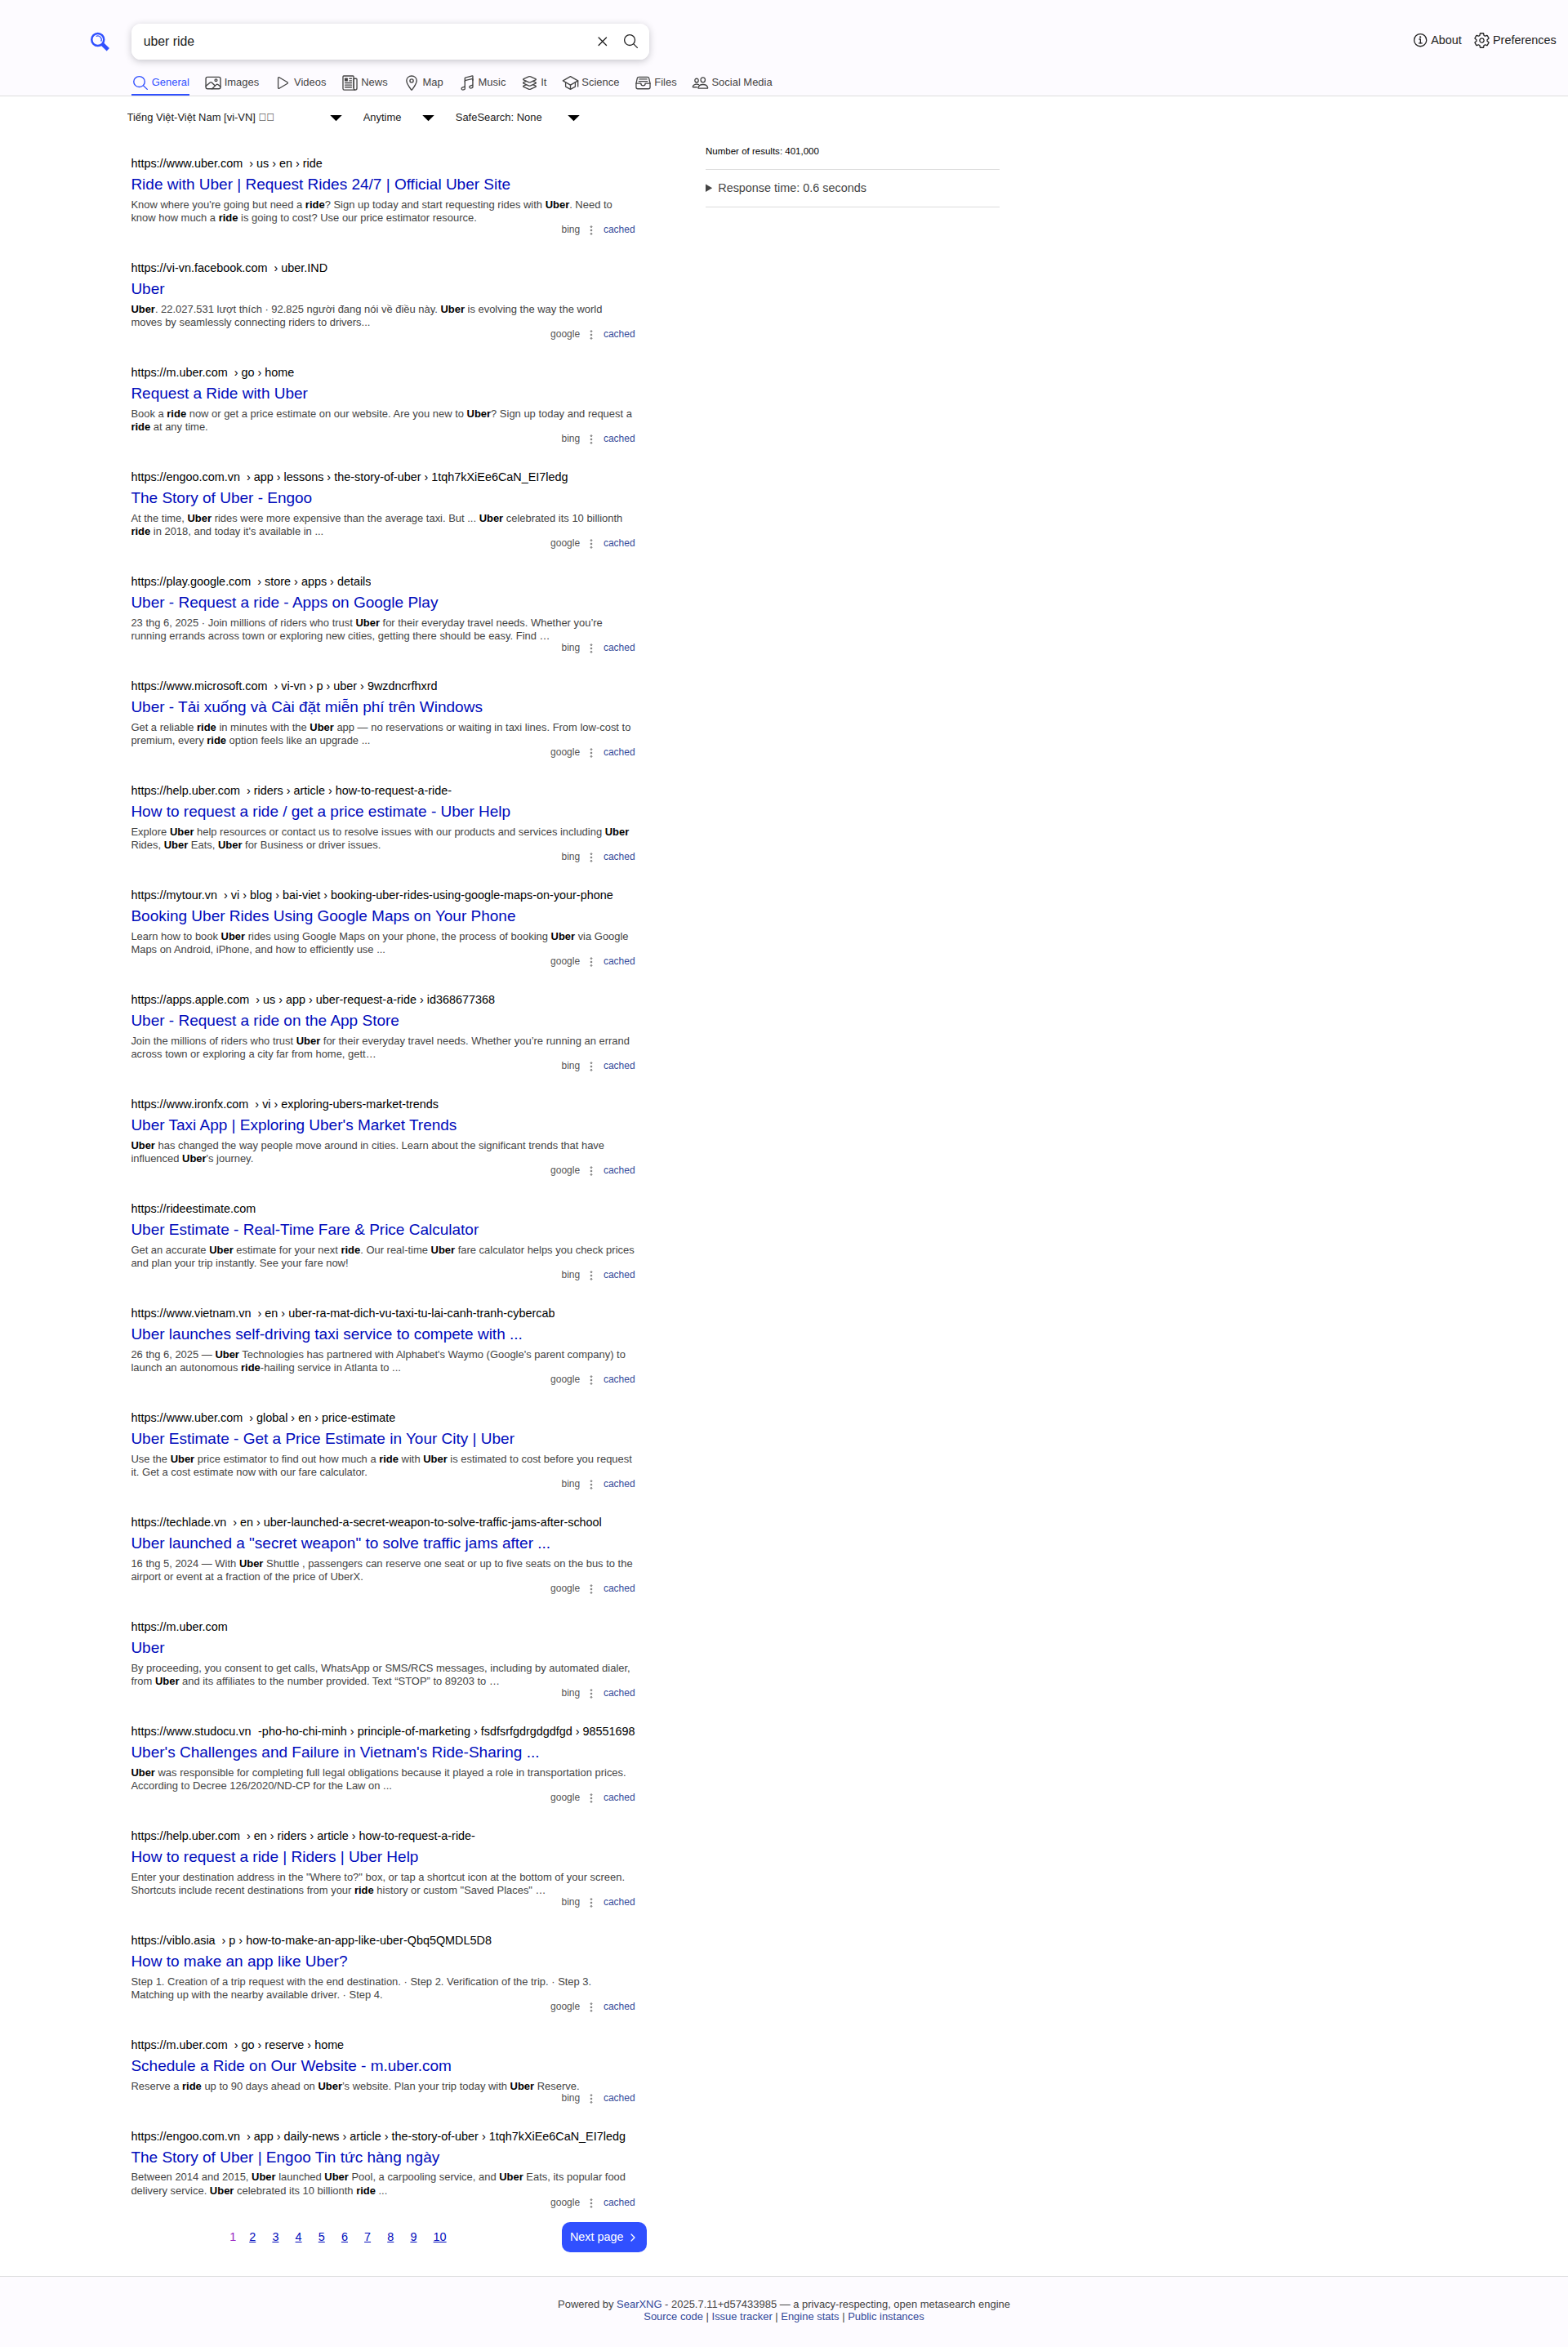 uber ride
About
Preferences
General
Images
Videos
News
Map
Music
It
Science
Files
Social Media
Tiếng Việt-Việt Nam [vi-VN]
Anytime
SafeSearch: None
Number of results: 401,000
Response time: 0.6 seconds
https://www.uber.com › us › en › ride
Ride with Uber | Request Rides 24/7 | Official Uber Site
Know where you're going but need a ride? Sign up today and start requesting rides with Uber. Need to
know how much a ride is going to cost? Use our price estimator resource.
bing
cached
https://vi-vn.facebook.com › uber.IND
Uber
Uber. 22.027.531 lượt thích · 92.825 người đang nói về điều này. Uber is evolving the way the world
moves by seamlessly connecting riders to drivers...
google
cached
https://m.uber.com › go › home
Request a Ride with Uber
Book a ride now or get a price estimate on our website. Are you new to Uber? Sign up today and request a
ride at any time.
bing
cached
https://engoo.com.vn › app › lessons › the-story-of-uber › 1tqh7kXiEe6CaN_EI7ledg
The Story of Uber - Engoo
At the time, Uber rides were more expensive than the average taxi. But ... Uber celebrated its 10 billionth
ride in 2018, and today it's available in ...
google
cached
https://play.google.com › store › apps › details
Uber - Request a ride - Apps on Google Play
23 thg 6, 2025 · Join millions of riders who trust Uber for their everyday travel needs. Whether you're
running errands across town or exploring new cities, getting there should be easy. Find …
bing
cached
https://www.microsoft.com › vi-vn › p › uber › 9wzdncrfhxrd
Uber - Tải xuống và Cài đặt miễn phí trên Windows
Get a reliable ride in minutes with the Uber app — no reservations or waiting in taxi lines. From low-cost to
premium, every ride option feels like an upgrade ...
google
cached
https://help.uber.com › riders › article › how-to-request-a-ride-
How to request a ride / get a price estimate - Uber Help
Explore Uber help resources or contact us to resolve issues with our products and services including Uber
Rides, Uber Eats, Uber for Business or driver issues.
bing
cached
https://mytour.vn › vi › blog › bai-viet › booking-uber-rides-using-google-maps-on-your-phone
Booking Uber Rides Using Google Maps on Your Phone
Learn how to book Uber rides using Google Maps on your phone, the process of booking Uber via Google
Maps on Android, iPhone, and how to efficiently use ...
google
cached
https://apps.apple.com › us › app › uber-request-a-ride › id368677368
Uber - Request a ride on the App Store
Join the millions of riders who trust Uber for their everyday travel needs. Whether you're running an errand
across town or exploring a city far from home, gett…
bing
cached
https://www.ironfx.com › vi › exploring-ubers-market-trends
Uber Taxi App | Exploring Uber's Market Trends
Uber has changed the way people move around in cities. Learn about the significant trends that have
influenced Uber's journey.
google
cached
https://rideestimate.com
Uber Estimate - Real-Time Fare & Price Calculator
Get an accurate Uber estimate for your next ride. Our real-time Uber fare calculator helps you check prices
and plan your trip instantly. See your fare now!
bing
cached
https://www.vietnam.vn › en › uber-ra-mat-dich-vu-taxi-tu-lai-canh-tranh-cybercab
Uber launches self-driving taxi service to compete with ...
26 thg 6, 2025 — Uber Technologies has partnered with Alphabet's Waymo (Google's parent company) to
launch an autonomous ride-hailing service in Atlanta to ...
google
cached
https://www.uber.com › global › en › price-estimate
Uber Estimate - Get a Price Estimate in Your City | Uber
Use the Uber price estimator to find out how much a ride with Uber is estimated to cost before you request
it. Get a cost estimate now with our fare calculator.
bing
cached
https://techlade.vn › en › uber-launched-a-secret-weapon-to-solve-traffic-jams-after-school
Uber launched a "secret weapon" to solve traffic jams after ...
16 thg 5, 2024 — With Uber Shuttle , passengers can reserve one seat or up to five seats on the bus to the
airport or event at a fraction of the price of UberX.
google
cached
https://m.uber.com
Uber
By proceeding, you consent to get calls, WhatsApp or SMS/RCS messages, including by automated dialer,
from Uber and its affiliates to the number provided. Text “STOP” to 89203 to …
bing
cached
https://www.studocu.vn -pho-ho-chi-minh › principle-of-marketing › fsdfsrfgdrgdgdfgd › 98551698
Uber's Challenges and Failure in Vietnam's Ride-Sharing ...
Uber was responsible for completing full legal obligations because it played a role in transportation prices.
According to Decree 126/2020/ND-CP for the Law on ...
google
cached
https://help.uber.com › en › riders › article › how-to-request-a-ride-
How to request a ride | Riders | Uber Help
Enter your destination address in the "Where to?" box, or tap a shortcut icon at the bottom of your screen.
Shortcuts include recent destinations from your ride history or custom "Saved Places" …
bing
cached
https://viblo.asia › p › how-to-make-an-app-like-uber-Qbq5QMDL5D8
How to make an app like Uber?
Step 1. Creation of a trip request with the end destination. · Step 2. Verification of the trip. · Step 3.
Matching up with the nearby available driver. · Step 4.
google
cached
https://m.uber.com › go › reserve › home
Schedule a Ride on Our Website - m.uber.com
Reserve a ride up to 90 days ahead on Uber's website. Plan your trip today with Uber Reserve.
bing
cached
https://engoo.com.vn › app › daily-news › article › the-story-of-uber › 1tqh7kXiEe6CaN_EI7ledg
The Story of Uber | Engoo Tin tức hàng ngày
Between 2014 and 2015, Uber launched Uber Pool, a carpooling service, and Uber Eats, its popular food
delivery service. Uber celebrated its 10 billionth ride ...
google
cached
1 2 3 4 5 6 7 8 9 10
Next page
Powered by SearXNG - 2025.7.11+d57433985 — a privacy-respecting, open metasearch engine
Source code | Issue tracker | Engine stats | Public instances